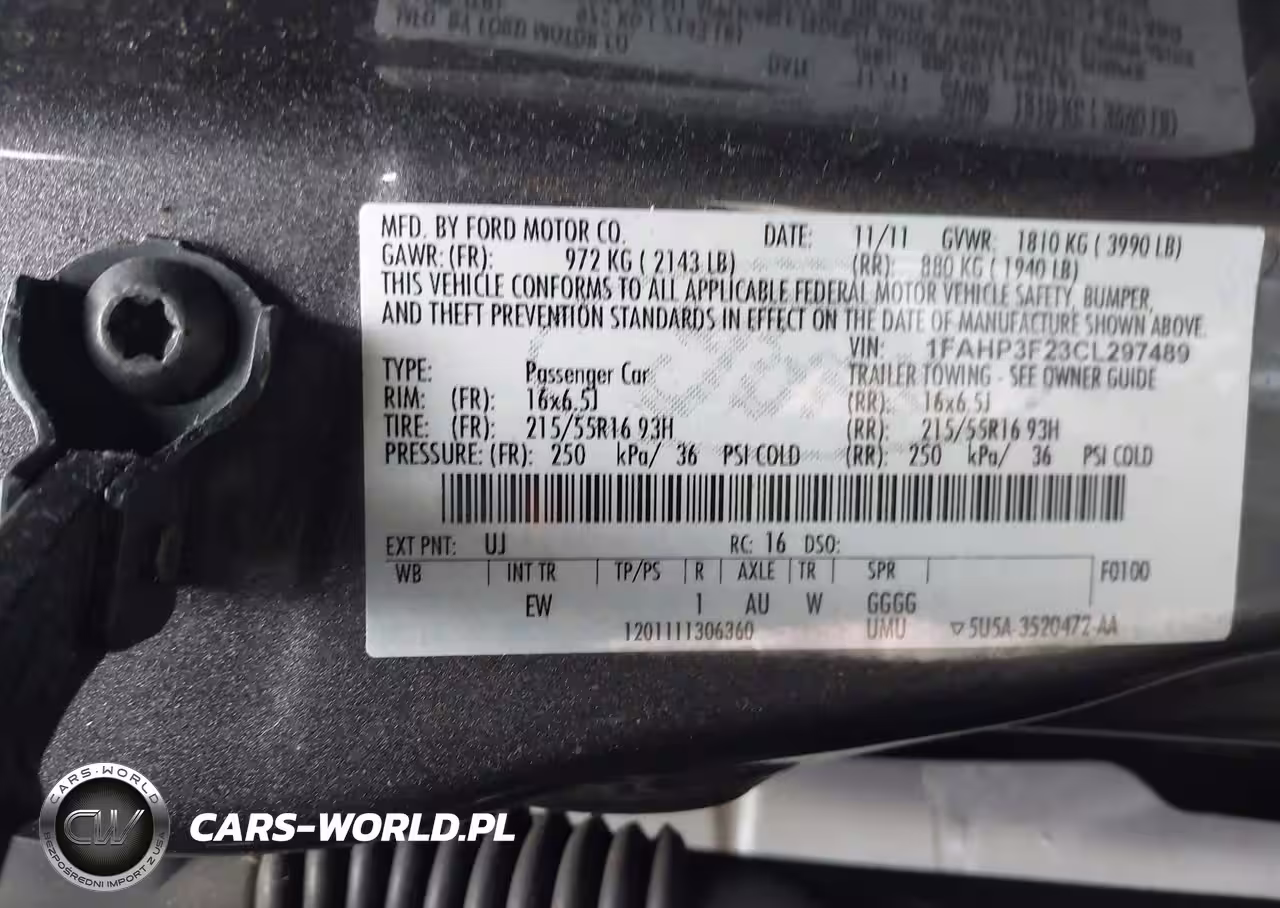 MFD. BY FORD MOTOR CO. DATE: 11/11 GVWR: 1810 KG ( 3990 LB)
GAWR: (FR): 972 KG ( 2143 LB) (RR): 880 KG ( 1940 LB)
THIS VEHICLE CONFORMS TO ALL APPLICABLE FEDERAL MOTOR VEHICLE SAFETY, BUMPER,
AND THEFT PREVENTION STANDARDS IN EFFECT ON THE DATE OF MANUFACTURE SHOWN ABOVE.
VIN: 1FAHP3F23CL297489
TYPE: Passenger Car TRAILER TOWING - SEE OWNER GUIDE
RIM: (FR): 16x6.5J (RR): 16x6.5J
TIRE: (FR): 215/55R16 93H (RR): 215/55R16 93H
PRESSURE: (FR): 250 kPa/ 36 PSI COLD (RR): 250 kPa/ 36 PSI COLD
EXT PNT: UJ RC: 16 DSO:
WB | INT TR | TP/PS | R | AXLE | TR | SPR | F0100
EW 1 AU W GGGG
1201111306360 UMU ▽5U5A-3520472-AA
CARS-WORLD
CW
BEZPOŚREDNI IMPORT Z USA
CARS-WORLD.PL